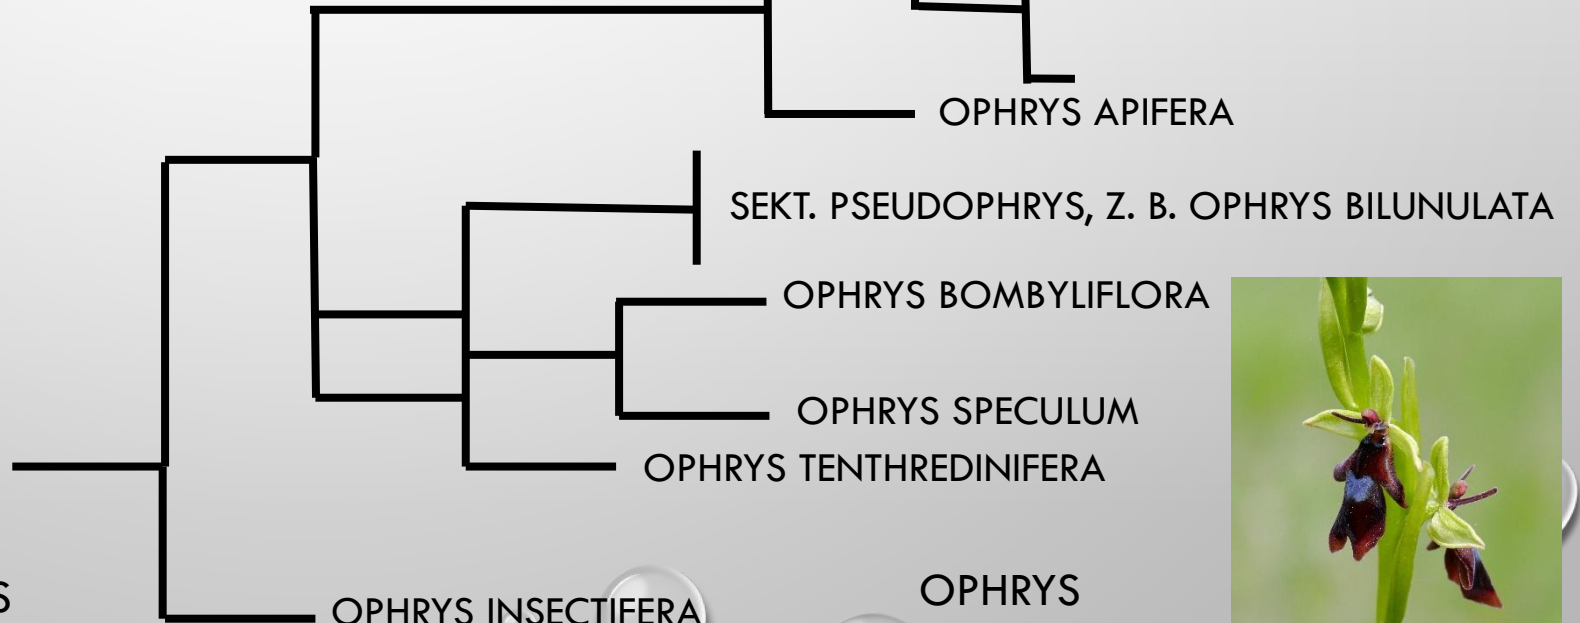 OPHRYS APIFERA
SEKT. PSEUDOPHRYS, Z. B. OPHRYS BILUNULATA
OPHRYS BOMBYLIFLORA
OPHRYS SPECULUM
OPHRYS TENTHREDINIFERA
S
OPHRYS
OPHRYS INSECTIFERA